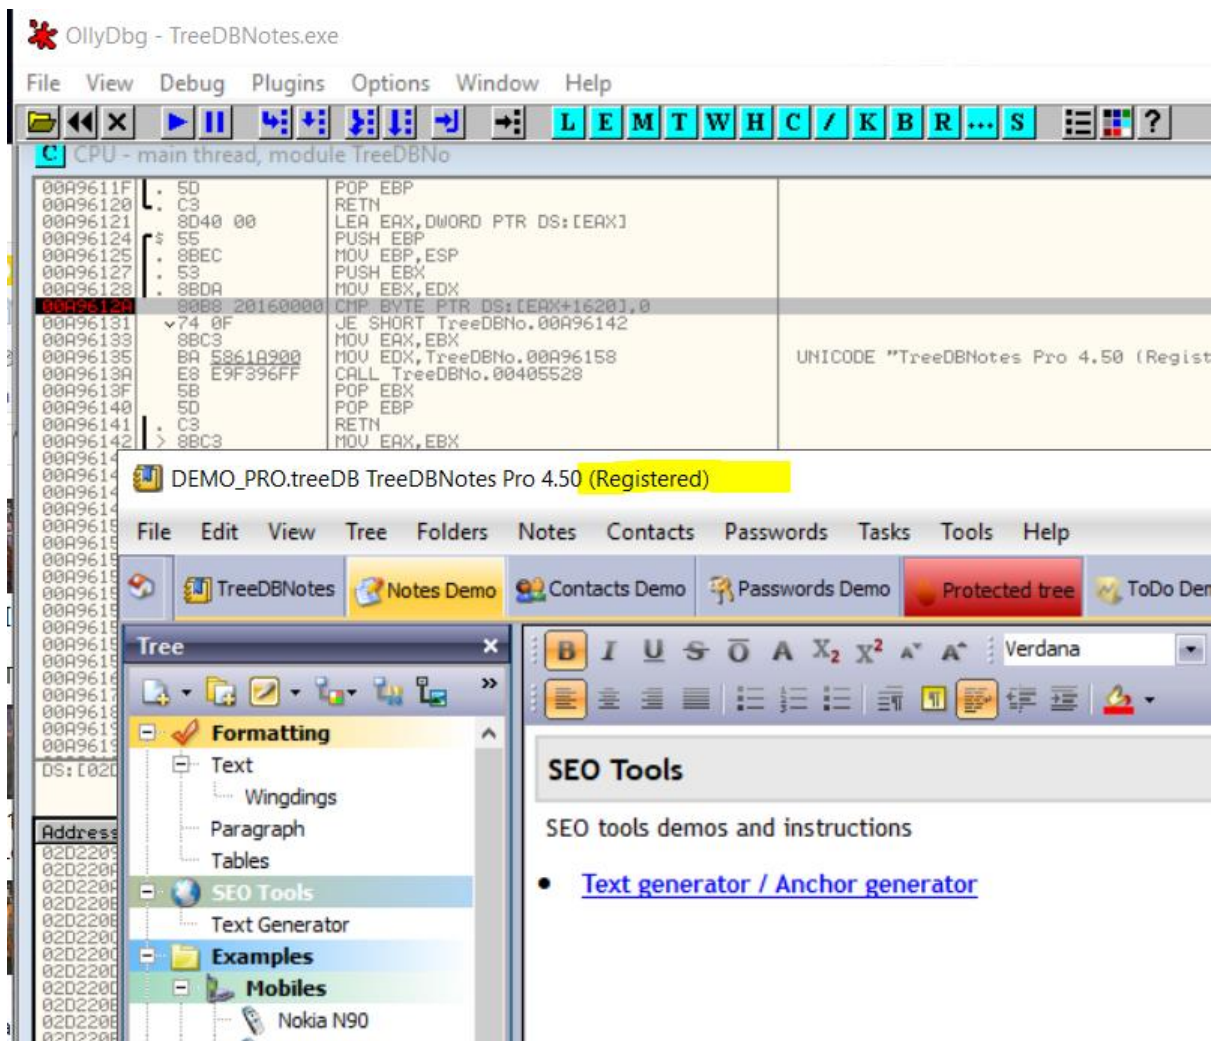 OllyDbg - TreeDBNotes.exe
File View Debug Plugins Options Window Help
L E M T W H C / K B R ... S ?
C CPU - main thread, module TreeDBNo
00A9611F . 5D POP EBP
00A96120 . C3 RETN
00A96121 8D40 00 LEA EAX,DWORD PTR DS:[EAX]
00A96124 $ 55 PUSH EBP
00A96125 . 8BEC MOV EBP,ESP
00A96127 . 53 PUSH EBX
00A96128 . 8BDA MOV EBX,EDX
00A9612A 80B8 20160000 CMP BYTE PTR DS:[EAX+1620],0
00A96131 74 0F JE SHORT TreeDBNo.00A96142
00A96133 8BC3 MOV EAX,EBX
00A96135 BA 5861A900 MOV EDX,TreeDBNo.00A96158 UNICODE "TreeDBNotes Pro 4.50 (Regist
00A9613A E8 E9F396FF CALL TreeDBNo.00405528
00A9613F 5B POP EBX
00A96140 5D POP EBP
00A96141 . C3 RETN
00A96142 > 8BC3 MOV EAX,EBX
DEMO_PRO.treeDB TreeDBNotes Pro 4.50 (Registered)
File Edit View Tree Folders Notes Contacts Passwords Tasks Tools Help
TreeDBNotes Notes Demo Contacts Demo Passwords Demo Protected tree ToDo Dem
Tree
B I U S O A X2 X2 A A Verdana
Formatting
Text
Wingdings
Paragraph
Tables
SEO Tools
Text Generator
Examples
Mobiles
Nokia N90
SEO Tools
SEO tools demos and instructions
• Text generator / Anchor generator
DS:[02D
Address